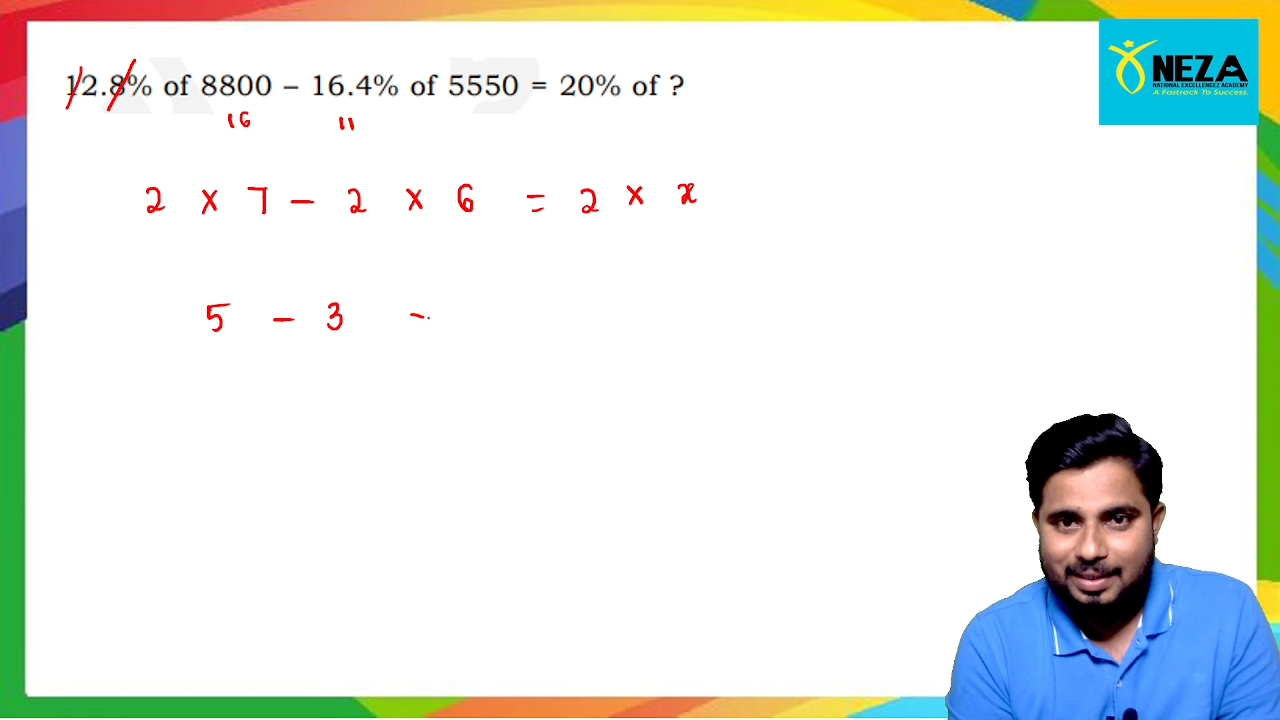 12.8% of 8800 – 16.4% of 5550 = 20% of ?
16 11
2 × 7 – 2 × 6 = 2 × x
5 – 3
NEZA
NATIONAL EXCELLENCEZ ACADEMY
A Fastrack To Success.